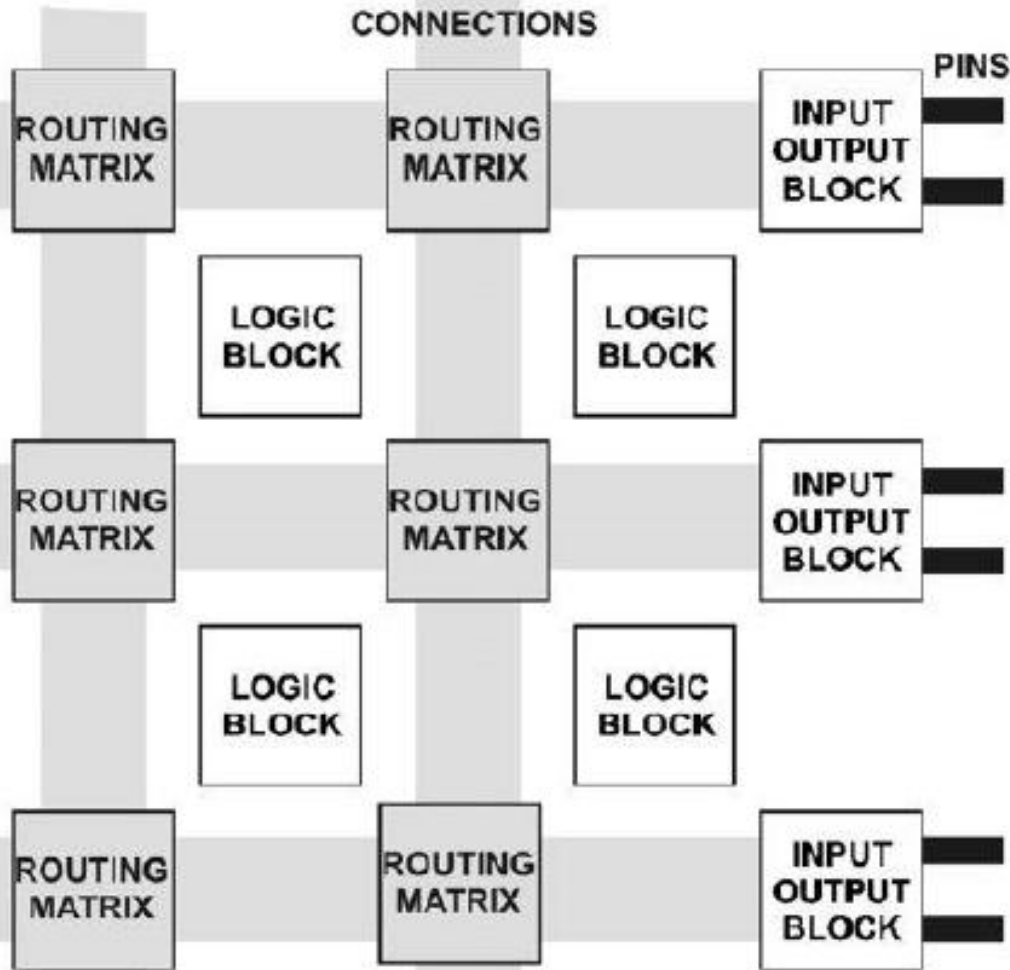 CONNECTIONS
PINS
ROUTING
MATRIX
ROUTING
MATRIX
INPUT
OUTPUT
BLOCK
LOGIC
BLOCK
LOGIC
BLOCK
ROUTING
MATRIX
ROUTING
MATRIX
INPUT
OUTPUT
BLOCK
LOGIC
BLOCK
LOGIC
BLOCK
ROUTING
MATRIX
ROUTING
MATRIX
INPUT
OUTPUT
BLOCK